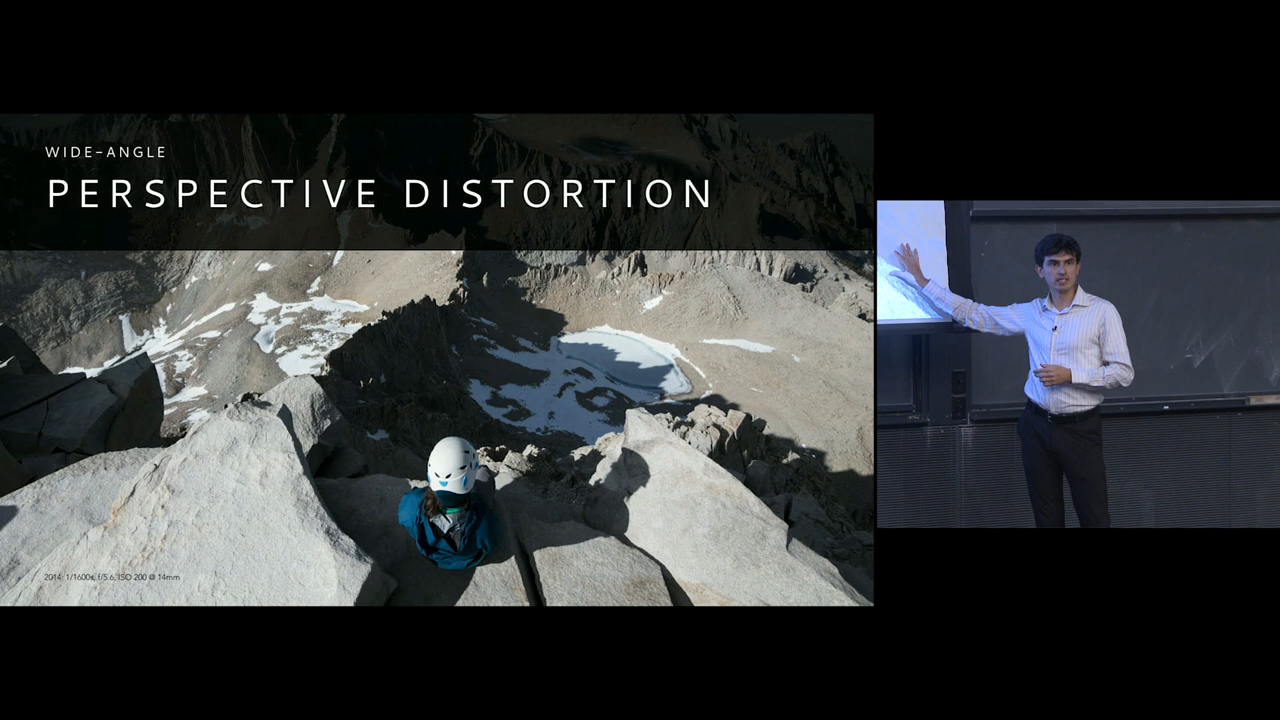 WIDE-ANGLE
PERSPECTIVE DISTORTION
2014: 1/1600s, f/5.6, ISO 200 @ 14mm